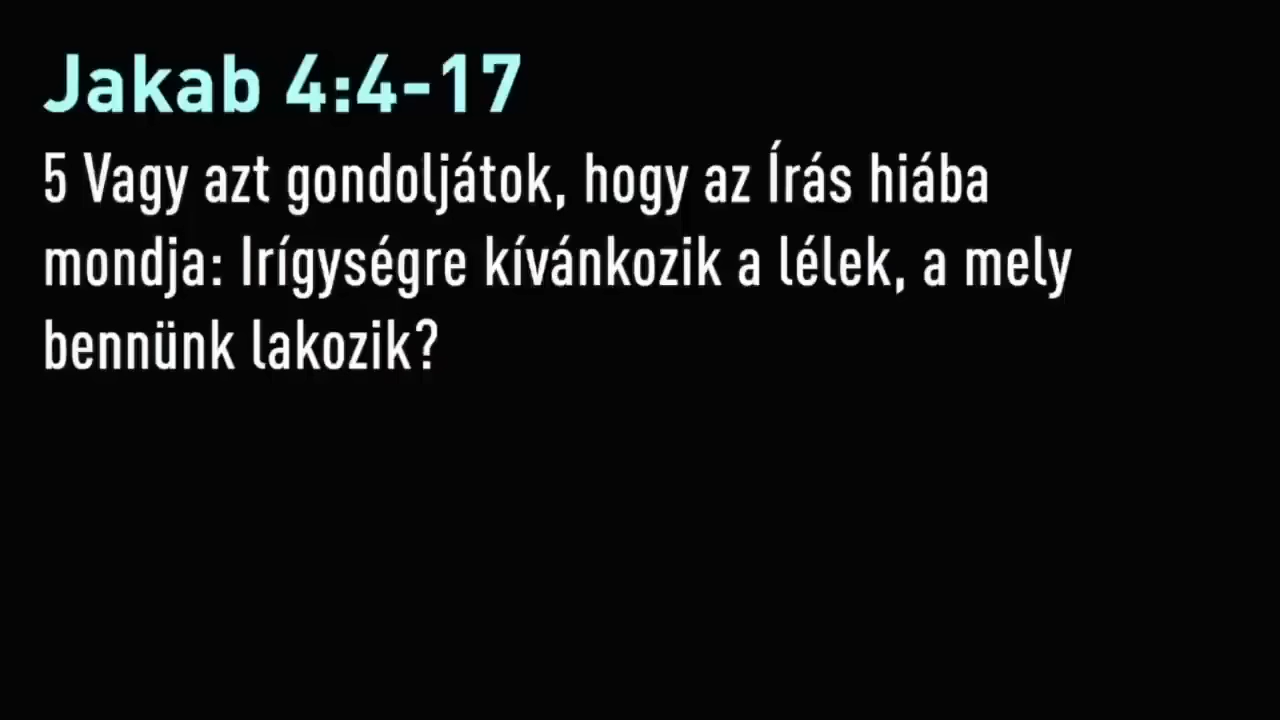 Jakab 4:4-17
5 Vagy azt gondoljátok, hogy az Írás hiába
mondja: Irígységre kívánkozik a lélek, a mely
bennünk lakozik?